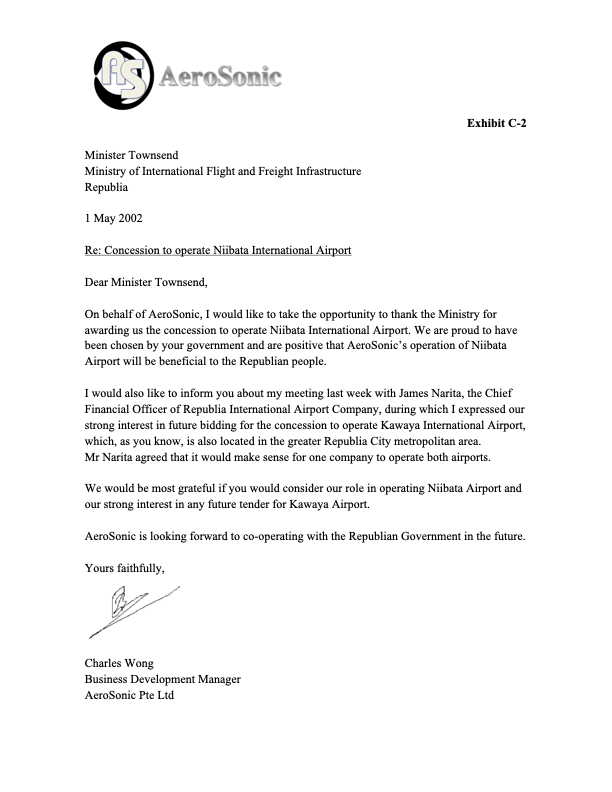 AS AeroSonic
Exhibit C-2
Minister Townsend
Ministry of International Flight and Freight Infrastructure
Republia
1 May 2002
Re: Concession to operate Niibata International Airport
Dear Minister Townsend,
On behalf of AeroSonic, I would like to take the opportunity to thank the Ministry for
awarding us the concession to operate Niibata International Airport. We are proud to have
been chosen by your government and are positive that AeroSonic’s operation of Niibata
Airport will be beneficial to the Republian people.
I would also like to inform you about my meeting last week with James Narita, the Chief
Financial Officer of Republia International Airport Company, during which I expressed our
strong interest in future bidding for the concession to operate Kawaya International Airport,
which, as you know, is also located in the greater Republia City metropolitan area.
Mr Narita agreed that it would make sense for one company to operate both airports.
We would be most grateful if you would consider our role in operating Niibata Airport and
our strong interest in any future tender for Kawaya Airport.
AeroSonic is looking forward to co-operating with the Republian Government in the future.
Yours faithfully,
Charles Wong
Business Development Manager
AeroSonic Pte Ltd